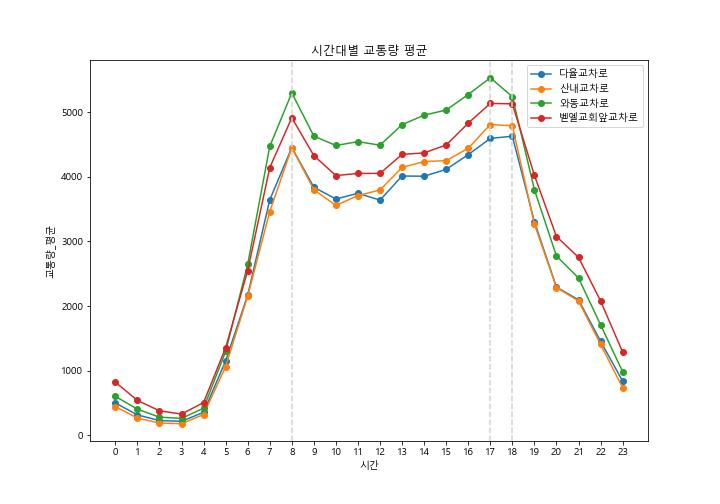 시간대별 교통량 평균
다율교차로
산내교차로
와동교차로
벧엘교회앞교차로
교통량_평균
5000
4000
3000
2000
1000
0
0 1 2 3 4 5 6 7 8 9 10 11 12 13 14 15 16 17 18 19 20 21 22 23
시간